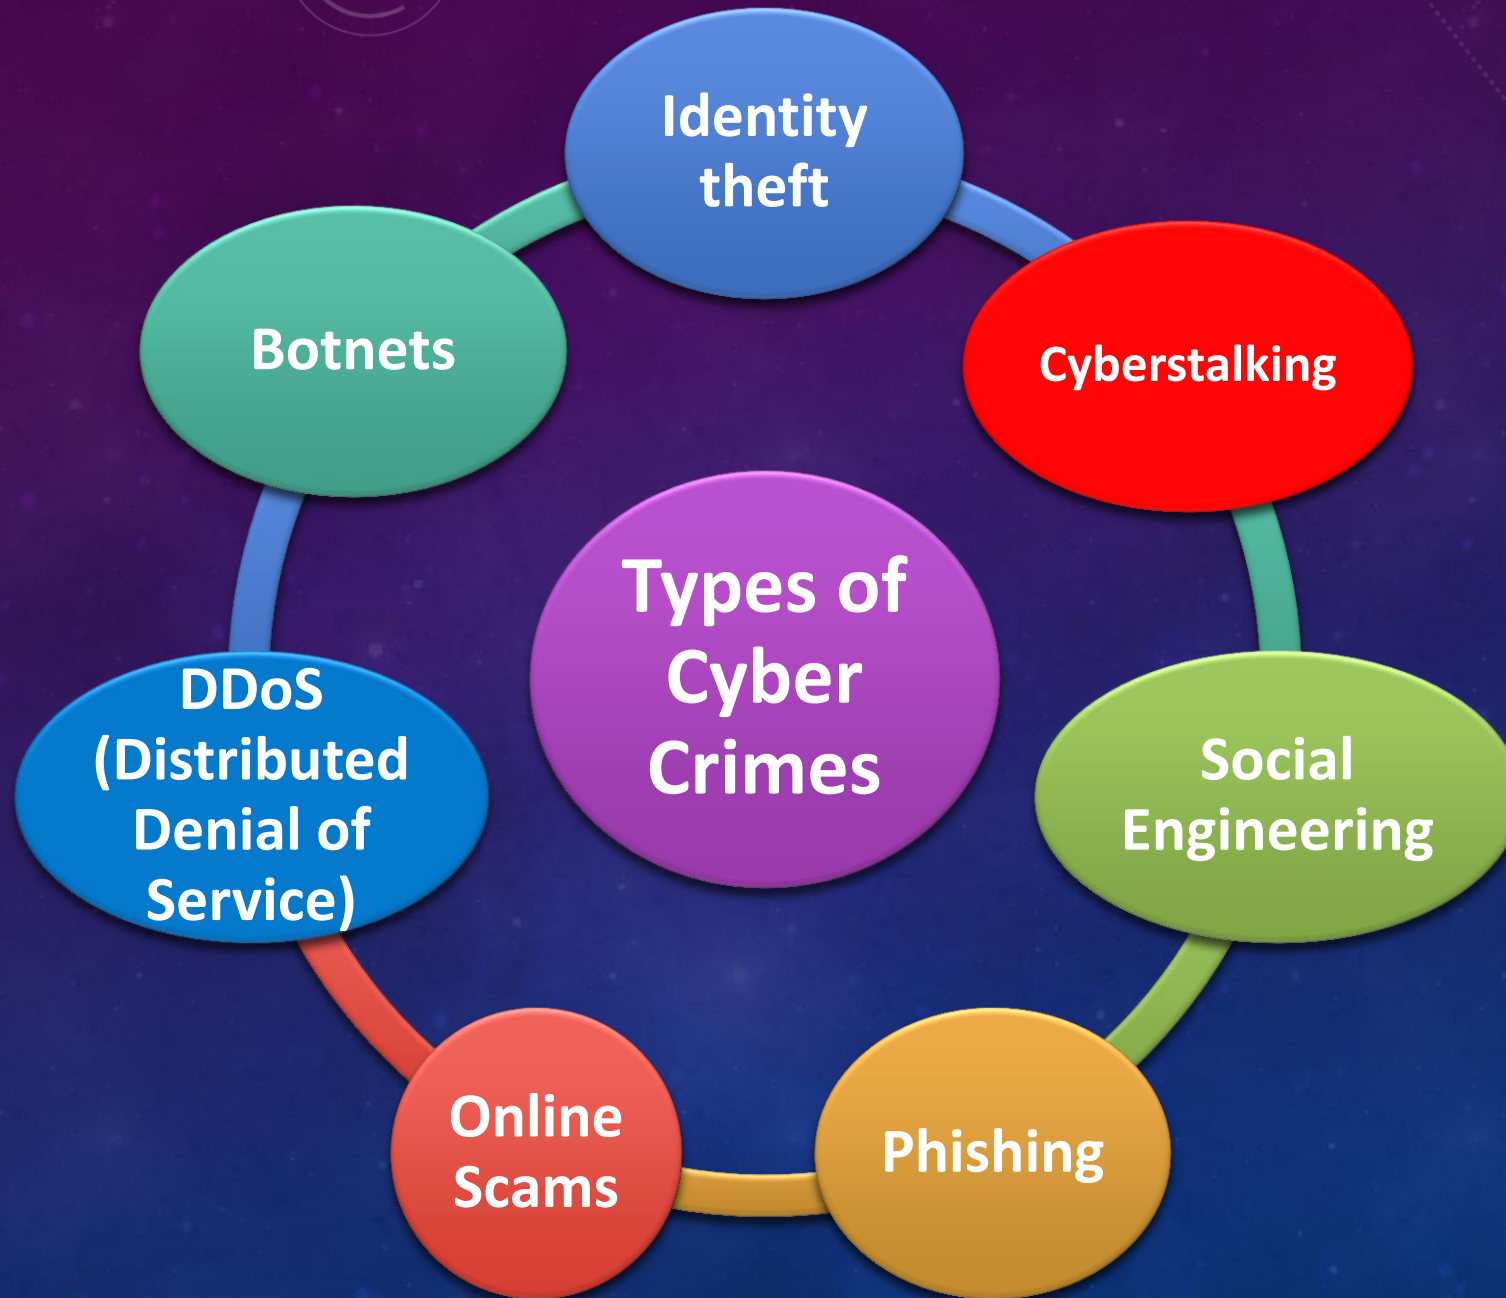 Identity
theft
Cyberstalking
Social
Engineering
Phishing
Online
Scams
DDoS
(Distributed
Denial of
Service)
Botnets
Types of
Cyber
Crimes